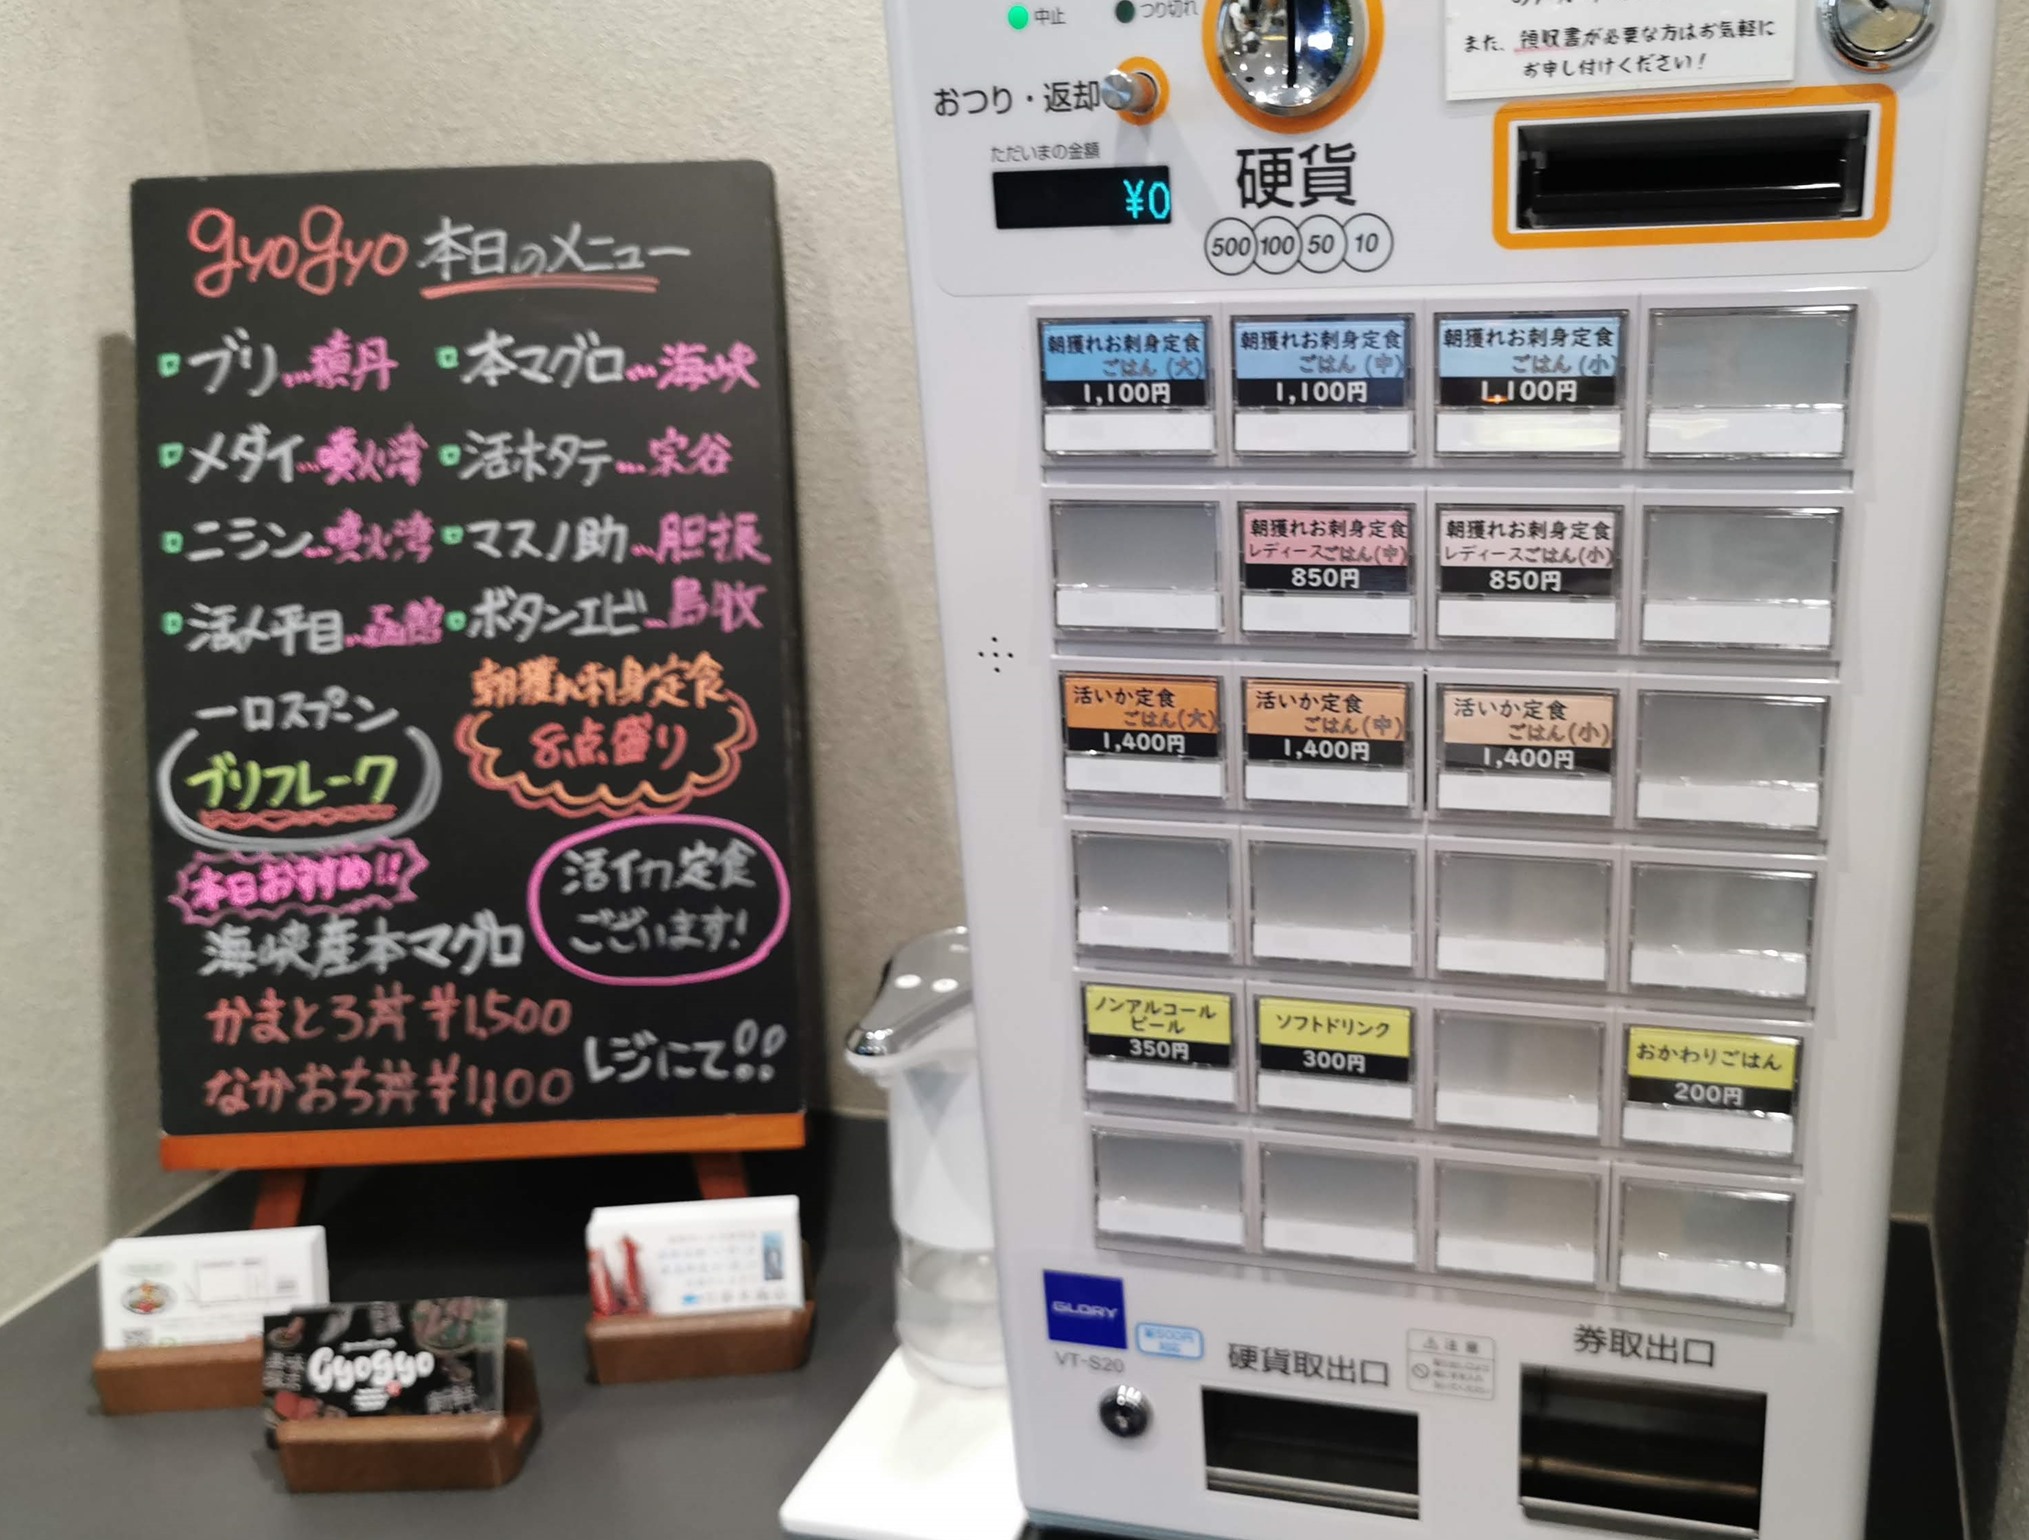 gyogyo 本日のメニュー
ブリ…積丹
本マグロ…海峡
メダイ…噴火湾
活ホタテ…宗谷
ニシン…噴火湾
マスノ助…胆振
活〆平目…函館
ボタンエビ…島牧
一口スプーン
ブリフレーク
朝獲れ刺身定食
8点盛り
本日おすすめ!!
海峡産本マグロ
かまとろ丼 ¥1,500
なかおち丼 ¥1,100
活イカ定食
ございます!
レジにて!!
gyogyo
中止
つり切れ
おつり・返却
ただいまの金額
¥0
硬貨
500 100 50 10
また、領収書が必要な方はお気軽に
お申し付けください!
朝獲れお刺身定食
ごはん(大)
1,100円
朝獲れお刺身定食
ごはん(中)
1,100円
朝獲れお刺身定食
ごはん(小)
1,100円
朝獲れお刺身定食
レディースごはん(中)
850円
朝獲れお刺身定食
レディースごはん(小)
850円
活いか定食
ごはん(大)
1,400円
活いか定食
ごはん(中)
1,400円
活いか定食
ごはん(小)
1,400円
ノンアルコール
ビール
350円
ソフトドリンク
300円
おかわりごはん
200円
GLORY
VT-S20
新500円
対応
硬貨取出口
注意
券取出口